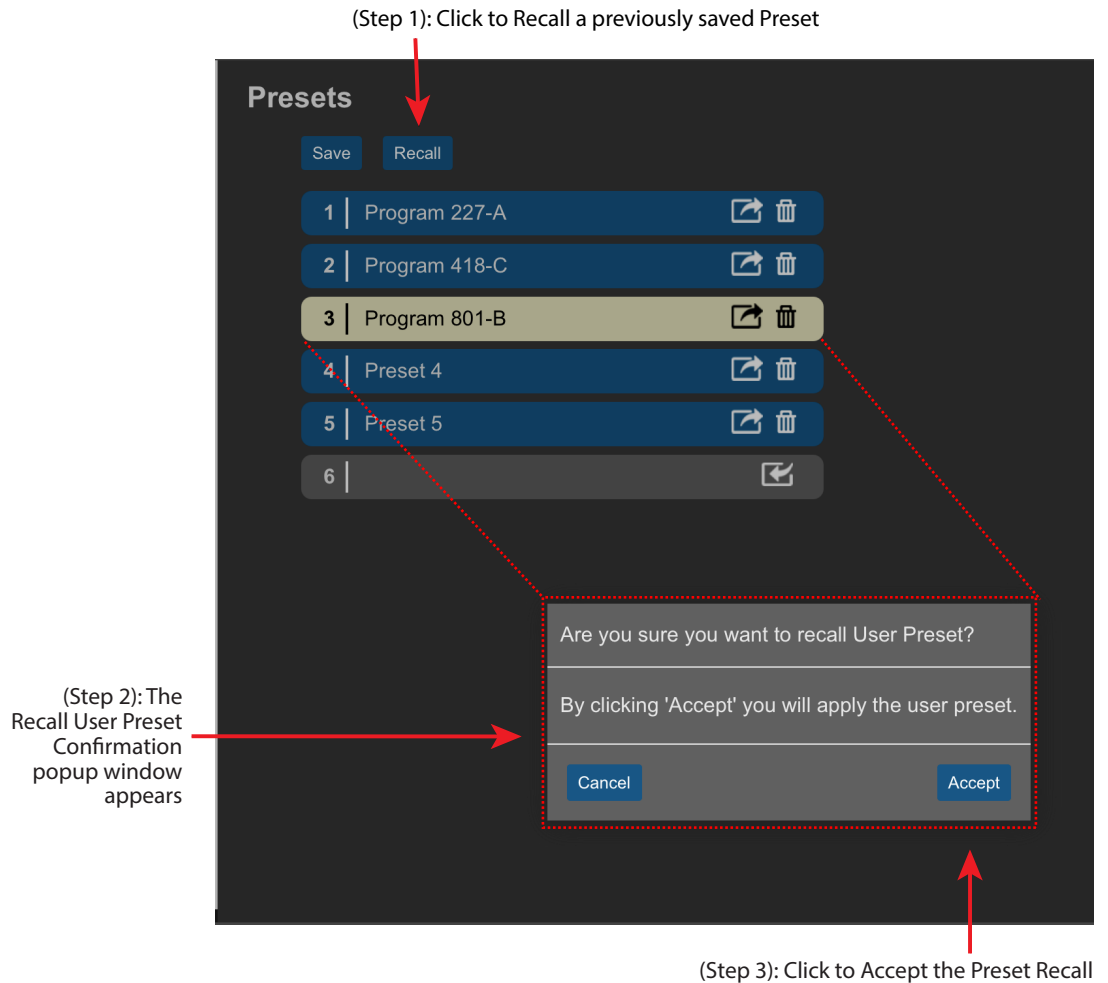 (Step 1): Click to Recall a previously saved Preset
Presets
Save Recall
1 Program 227-A
2 Program 418-C
3 Program 801-B
4 Preset 4
5 Preset 5
6
Are you sure you want to recall User Preset?
By clicking 'Accept' you will apply the user preset.
Cancel Accept
(Step 2): The
Recall User Preset
Confirmation
popup window
appears
(Step 3): Click to Accept the Preset Recall